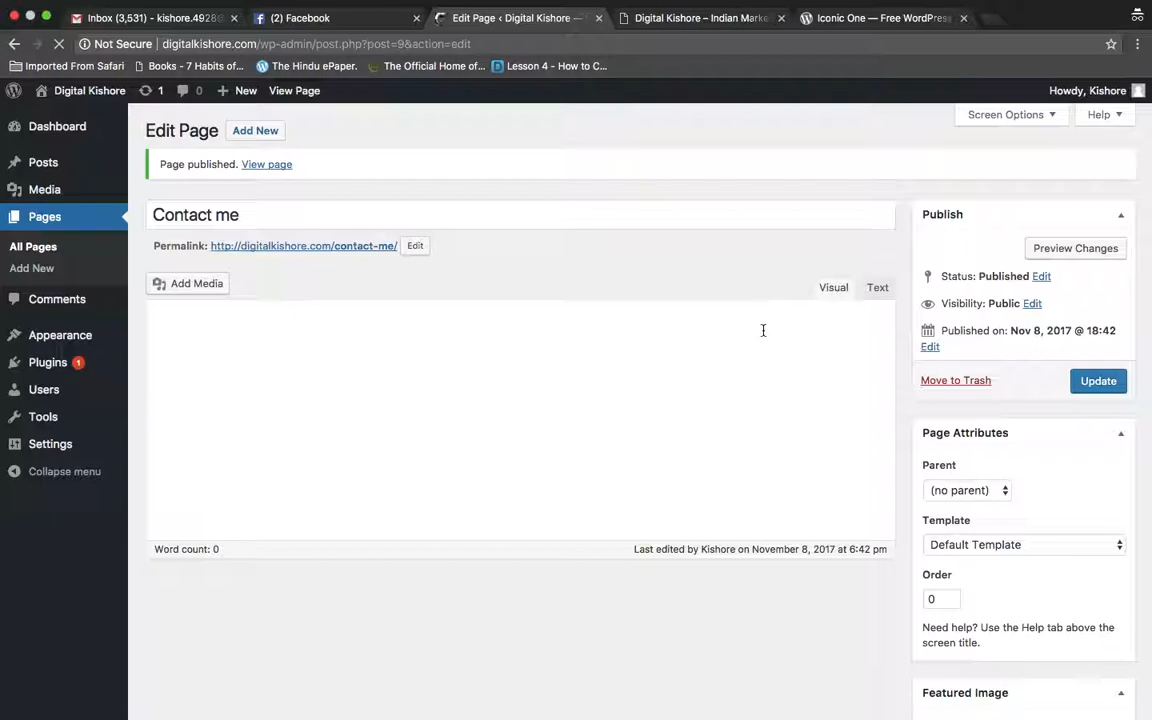 Inbox (3,531) - kishore.4928@
(2) Facebook
Edit Page ‹ Digital Kishore —
Digital Kishore – Indian Marke
Iconic One — Free WordPress
Not Secure digitalkishore.com/wp-admin/post.php?post=9&action=edit
Imported From Safari
Books - 7 Habits of...
The Hindu ePaper.
The Official Home of...
Lesson 4 - How to C...
Digital Kishore 1 0 New View Page
Howdy, Kishore
Dashboard
Posts
Media
Pages
All Pages
Add New
Comments
Appearance
Plugins 1
Users
Tools
Settings
Collapse menu
Screen Options
Help
Edit Page Add New
Page published. View page
Contact me
Permalink: http://digitalkishore.com/contact-me/ Edit
Add Media
Visual Text
Word count: 0
Last edited by Kishore on November 8, 2017 at 6:42 pm
Publish
Preview Changes
Status: Published Edit
Visibility: Public Edit
Published on: Nov 8, 2017 @ 18:42
Edit
Move to Trash Update
Page Attributes
Parent
(no parent)
Template
Default Template
Order
0
Need help? Use the Help tab above the
screen title.
Featured Image